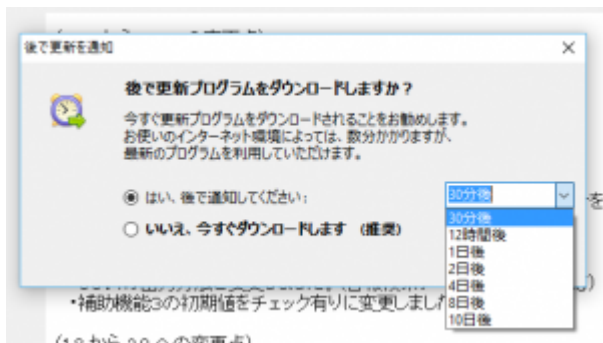 後で更新を通知
後で更新プログラムをダウンロードしますか?
今すぐ更新プログラムをダウンロードされることをお勧めします。
お使いのインターネット環境によっては、数分かかりますが、
最新のプログラムを利用していただけます。
はい、後で通知してください:
30分後
いいえ、今すぐダウンロードします (推奨)
30分後
12時間後
1日後
2日後
4日後
8日後
10日後
を
・補助機能3の初期値をチェック有りに変更しました